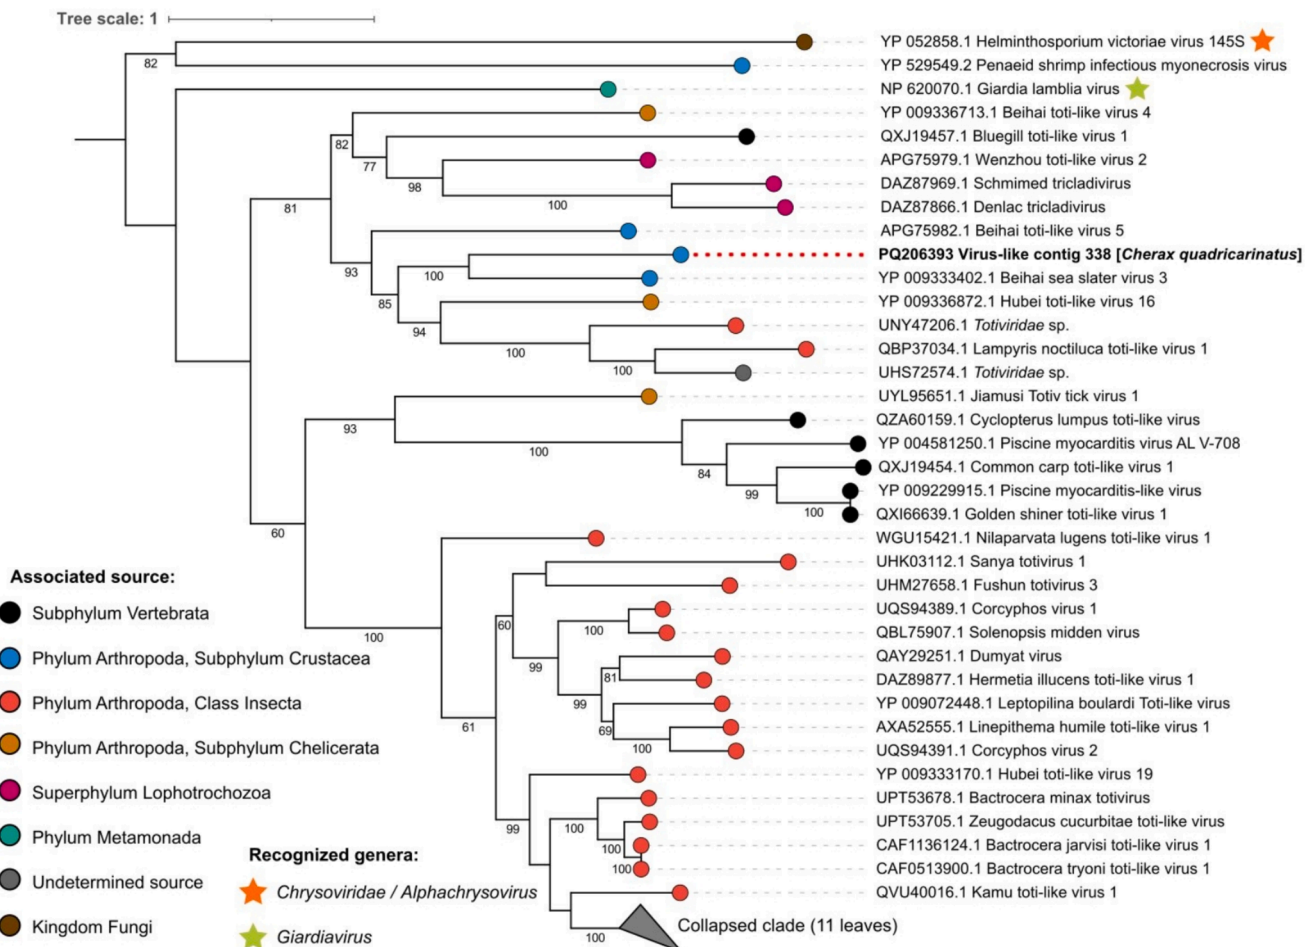 Tree scale: 1
82
YP 052858.1 Helminthosporium victoriae virus 145S
YP 529549.2 Penaeid shrimp infectious myonecrosis virus
NP 620070.1 Giardia lamblia virus
YP 009336713.1 Beihai toti-like virus 4
82
QXJ19457.1 Bluegill toti-like virus 1
77
APG75979.1 Wenzhou toti-like virus 2
98
DAZ87969.1 Schmimed tricladivirus
100
DAZ87866.1 Denlac tricladivirus
81
APG75982.1 Beihai toti-like virus 5
PQ206393 Virus-like contig 338 [Cherax quadricarinatus]
93
100
YP 009333402.1 Beihai sea slater virus 3
85
YP 009336872.1 Hubei toti-like virus 16
94
UNY47206.1 Totiviridae sp.
100
QBP37034.1 Lampyris noctiluca toti-like virus 1
100
UHS72574.1 Totiviridae sp.
UYL95651.1 Jiamusi Totiv tick virus 1
93
QZA60159.1 Cyclopterus lumpus toti-like virus
100
YP 004581250.1 Piscine myocarditis virus AL V-708
84
QXJ19454.1 Common carp toti-like virus 1
99
YP 009229915.1 Piscine myocarditis-like virus
100
QXI66639.1 Golden shiner toti-like virus 1
60
WGU15421.1 Nilaparvata lugens toti-like virus 1
UHK03112.1 Sanya totivirus 1
UHM27658.1 Fushun totivirus 3
100
60
UQS94389.1 Corcyphos virus 1
100
QBL75907.1 Solenopsis midden virus
99
QAY29251.1 Dumyat virus
81
DAZ89877.1 Hermetia illucens toti-like virus 1
99
YP 009072448.1 Leptopilina boulardi Toti-like virus
69
AXA52555.1 Linepithema humile toti-like virus 1
100
UQS94391.1 Corcyphos virus 2
61
YP 009333170.1 Hubei toti-like virus 19
UPT53678.1 Bactrocera minax totivirus
99
100
UPT53705.1 Zeugodacus cucurbitae toti-like virus
100
CAF1136124.1 Bactrocera jarvisi toti-like virus 1
100
CAF0513900.1 Bactrocera tryoni toti-like virus 1
QVU40016.1 Kamu toti-like virus 1
100
Collapsed clade (11 leaves)
Associated source:
Subphylum Vertebrata
Phylum Arthropoda, Subphylum Crustacea
Phylum Arthropoda, Class Insecta
Phylum Arthropoda, Subphylum Chelicerata
Superphylum Lophotrochozoa
Phylum Metamonada
Undetermined source
Kingdom Fungi
Recognized genera:
Chrysoviridae / Alphachrysovirus
Giardiavirus